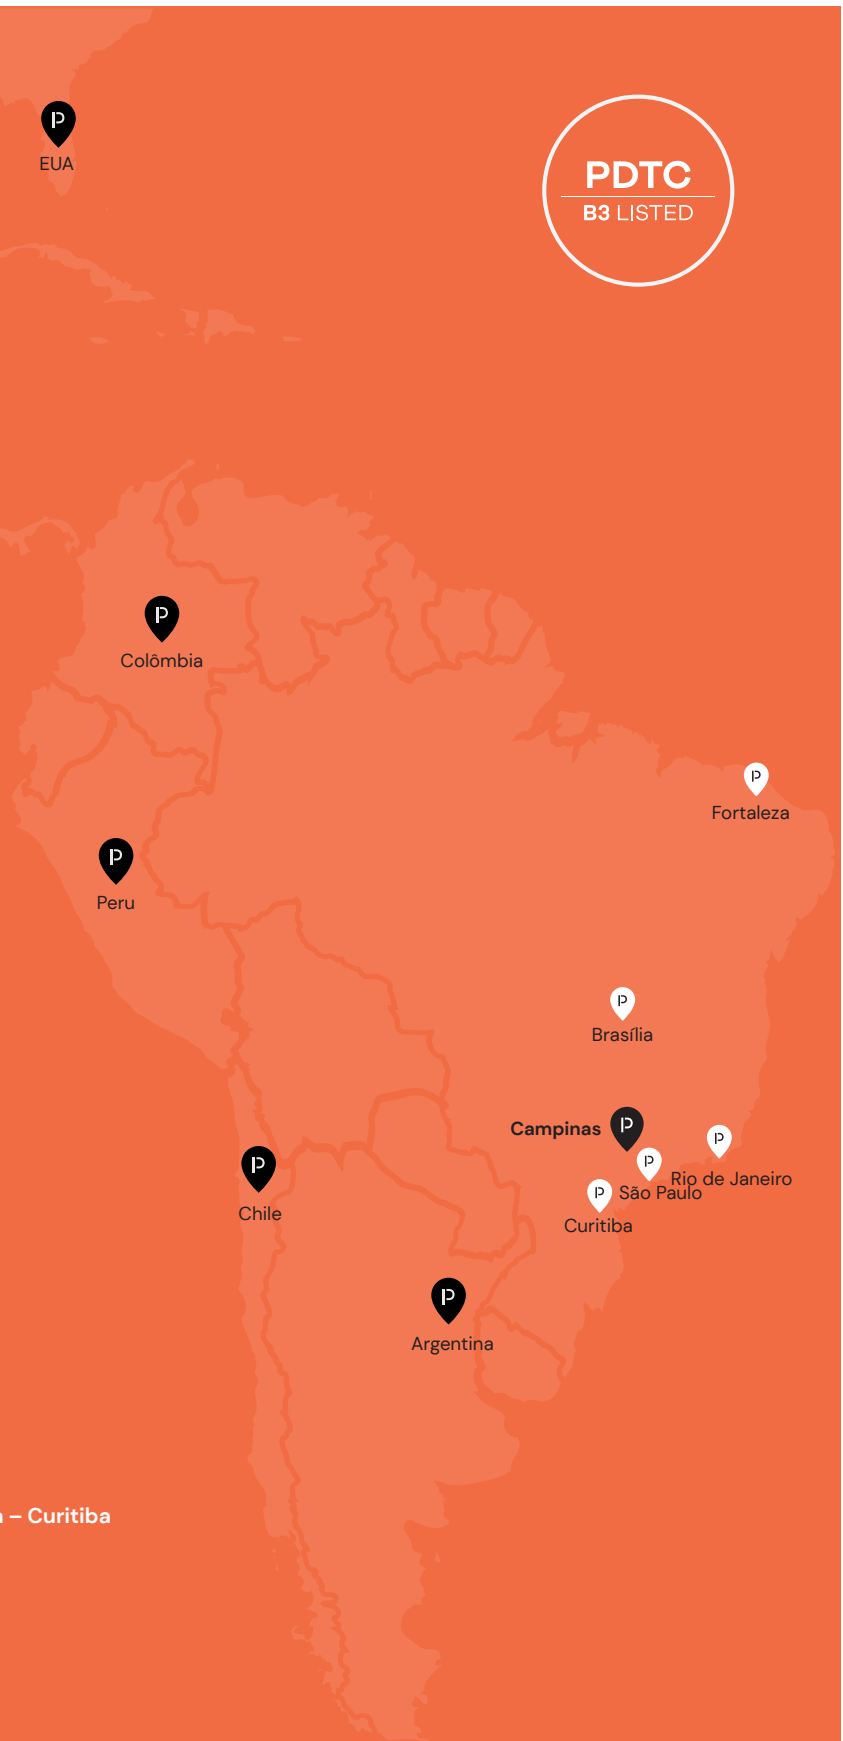 EUA
PDTC
B3 LISTED
Colômbia
Fortaleza
Peru
Brasília
Campinas
Rio de Janeiro
São Paulo
Chile
Curitiba
Argentina
– Curitiba